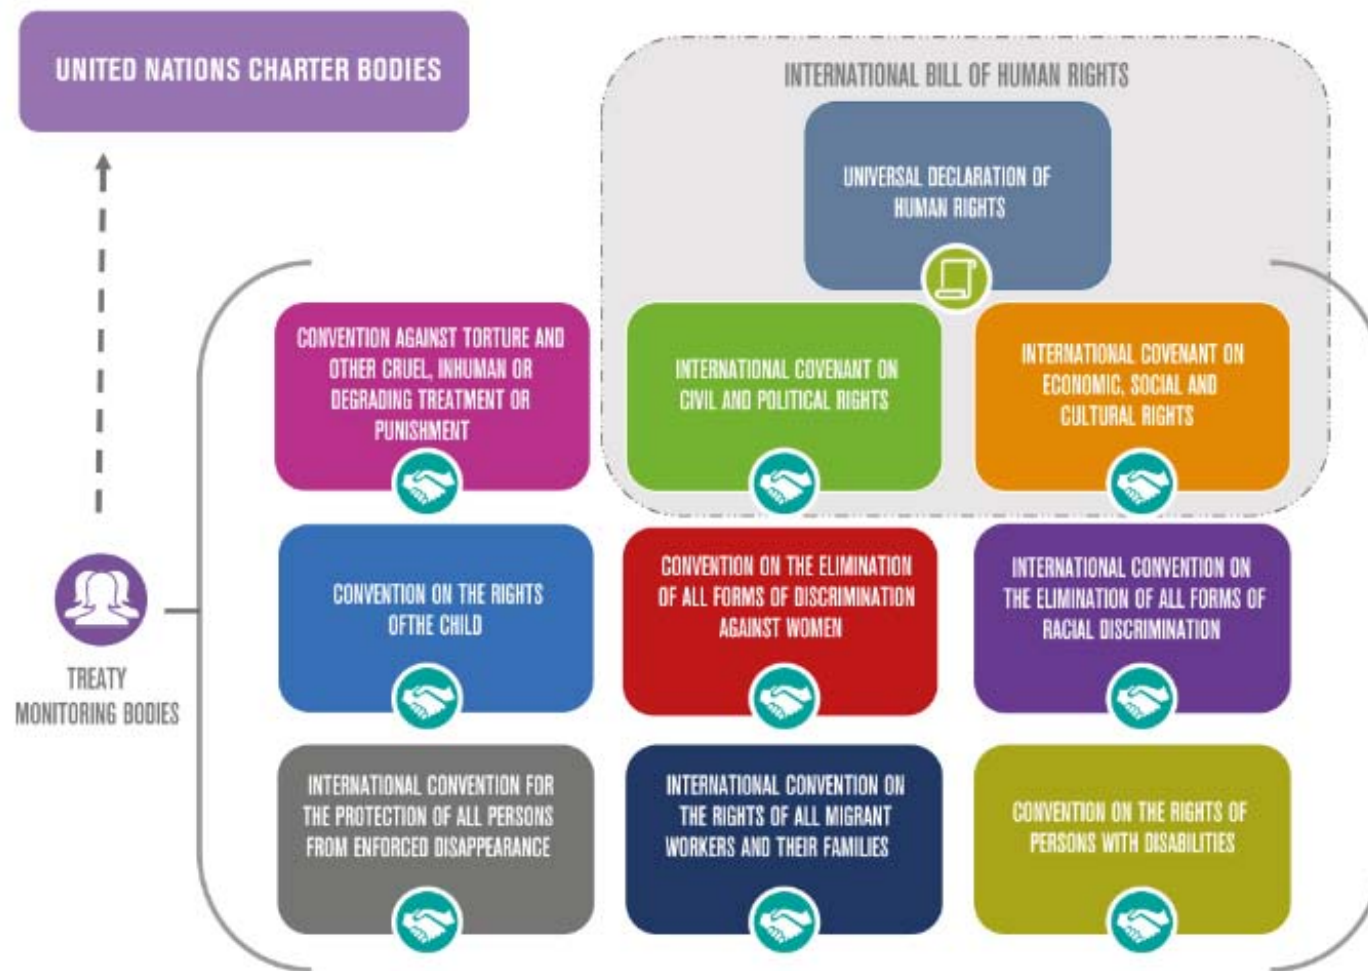 UNITED NATIONS CHARTER BODIES
INTERNATIONAL BILL OF HUMAN RIGHTS
UNIVERSAL DECLARATION OF
HUMAN RIGHTS
CONVENTION AGAINST TORTURE AND
OTHER CRUEL, INHUMAN OR
DEGRADING TREATMENT OR
PUNISHMENT
INTERNATIONAL COVENANT ON
CIVIL AND POLITICAL RIGHTS
INTERNATIONAL COVENANT ON
ECONOMIC, SOCIAL AND
CULTURAL RIGHTS
CONVENTION ON THE RIGHTS
OFTHE CHILD
CONVENTION ON THE ELIMINATION
OF ALL FORMS OF DISCRIMINATION
AGAINST WOMEN
INTERNATIONAL CONVENTION ON
THE ELIMINATION OF ALL FORMS OF
RACIAL DISCRIMINATION
TREATY
MONITORING BODIES
INTERNATIONAL CONVENTION FOR
THE PROTECTION OF ALL PERSONS
FROM ENFORCED DISAPPEARANCE
INTERNATIONAL CONVENTION ON
THE RIGHTS OF ALL MIGRANT
WORKERS AND THEIR FAMILIES
CONVENTION ON THE RIGHTS OF
PERSONS WITH DISABILITIES